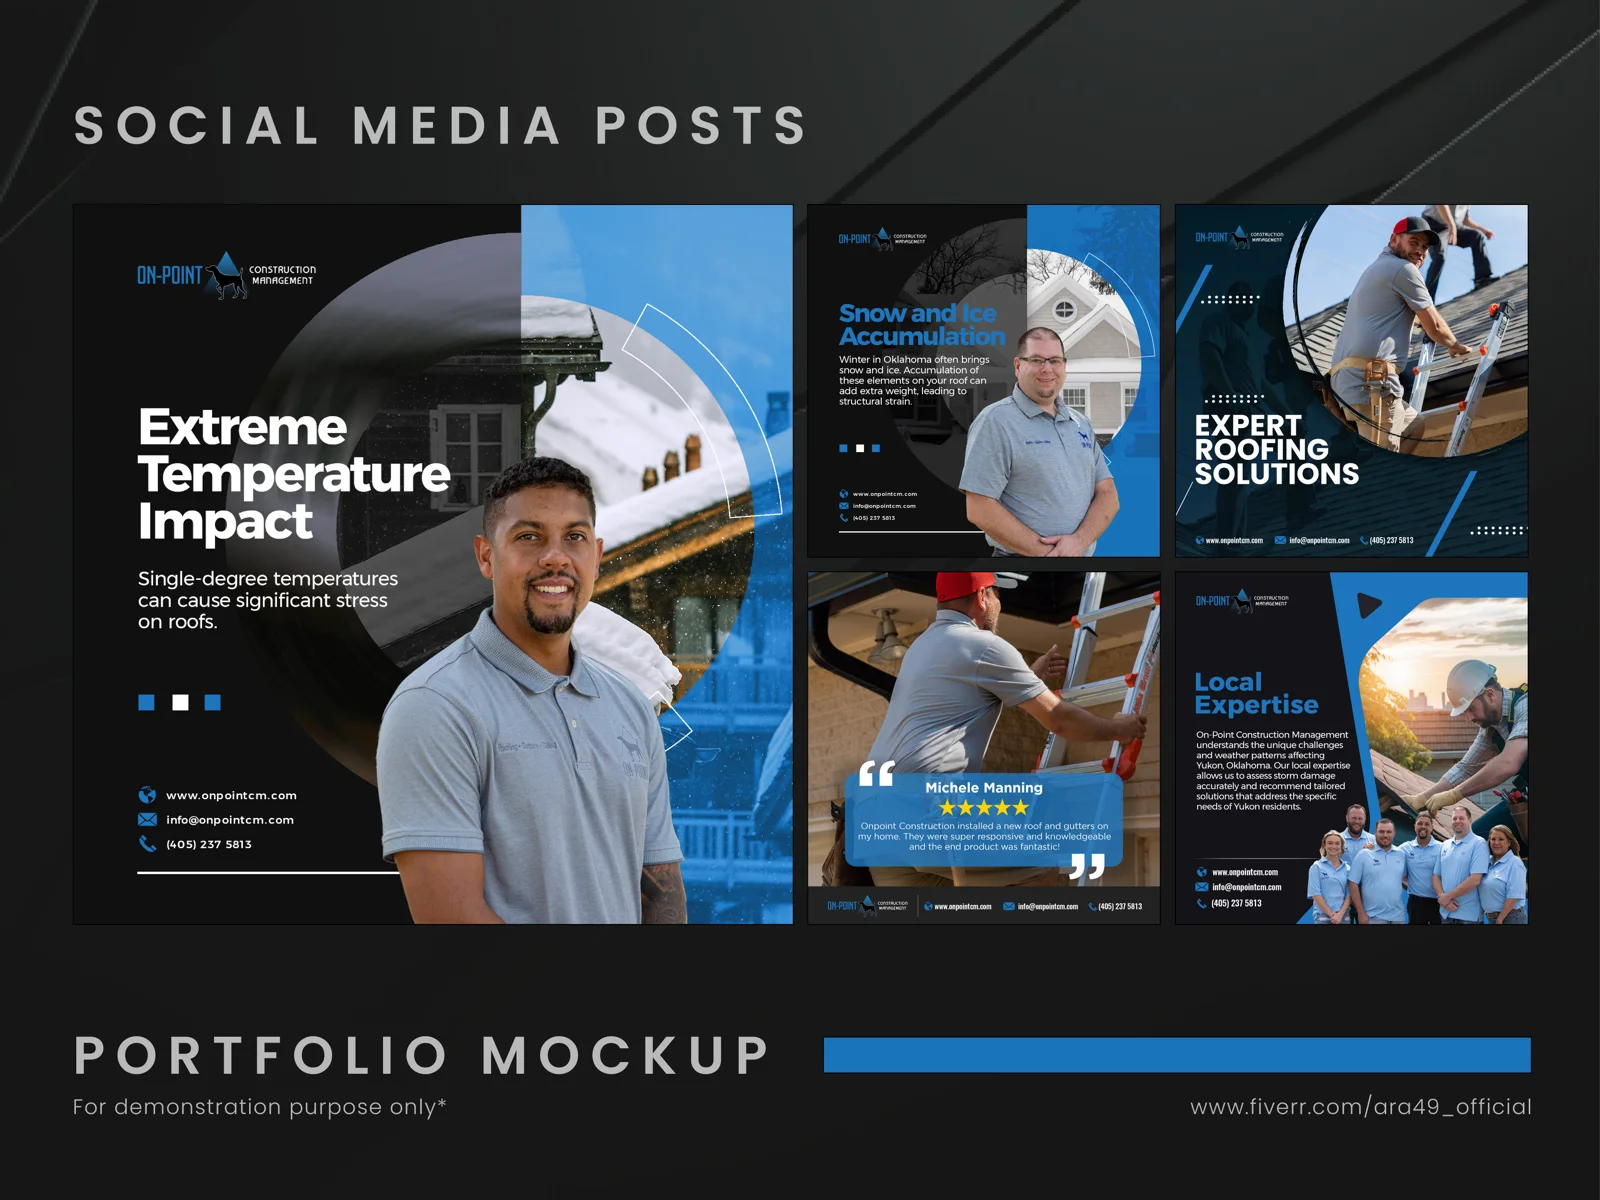 SOCIAL MEDIA POSTS
ON-POINT CONSTRUCTION MANAGEMENT
Extreme
Temperature
Impact
Single-degree temperatures
can cause significant stress
on roofs.
www.onpointcm.com
info@onpointcm.com
(405) 237 5813
ON-POINT CONSTRUCTION MANAGEMENT
Snow and Ice
Accumulation
Winter in Oklahoma often brings
snow and ice. Accumulation of
these elements on your roof can
add extra weight, leading to
structural strain.
www.onpointcm.com
info@onpointcm.com
(405) 237 5813
ON-POINT CONSTRUCTION MANAGEMENT
EXPERT
ROOFING
SOLUTIONS
www.onpointcm.com info@onpointcm.com (405) 237 5813
“
Michele Manning
Onpoint Construction installed a new roof and gutters on
my home. They were super responsive and knowledgeable
and the end product was fantastic!
”
ON-POINT CONSTRUCTION MANAGEMENT www.onpointcm.com info@onpointcm.com (405) 237 5813
ON-POINT CONSTRUCTION MANAGEMENT
Local
Expertise
On-Point Construction Management
understands the unique challenges
and weather patterns affecting
Yukon, Oklahoma. Our local expertise
allows us to assess storm damage
accurately and recommend tailored
solutions that address the specific
needs of Yukon residents.
www.onpointcm.com
info@onpointcm.com
(405) 237 5813
PORTFOLIO MOCKUP
For demonstration purpose only*
www.fiverr.com/ara49_official